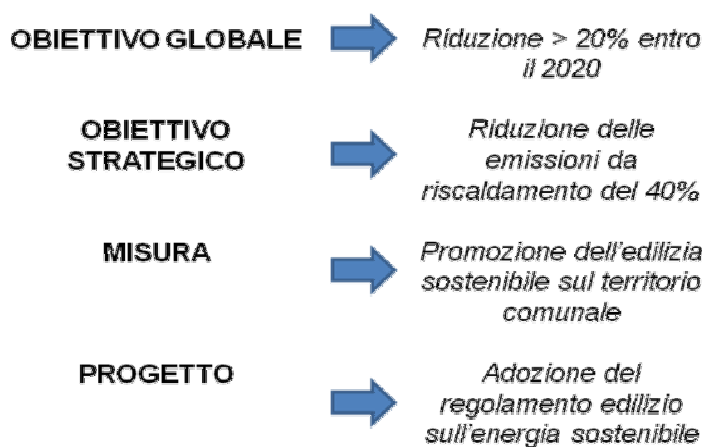 OBIETTIVO GLOBALE
Riduzione > 20% entro
il 2020
OBIETTIVO
STRATEGICO
Riduzione delle
emissioni da
riscaldamento del 40%
MISURA
Promozione dell'edilizia
sostenibile sul territorio
comunale
PROGETTO
Adozione del
regolamento edilizio
sull'energia sostenibile